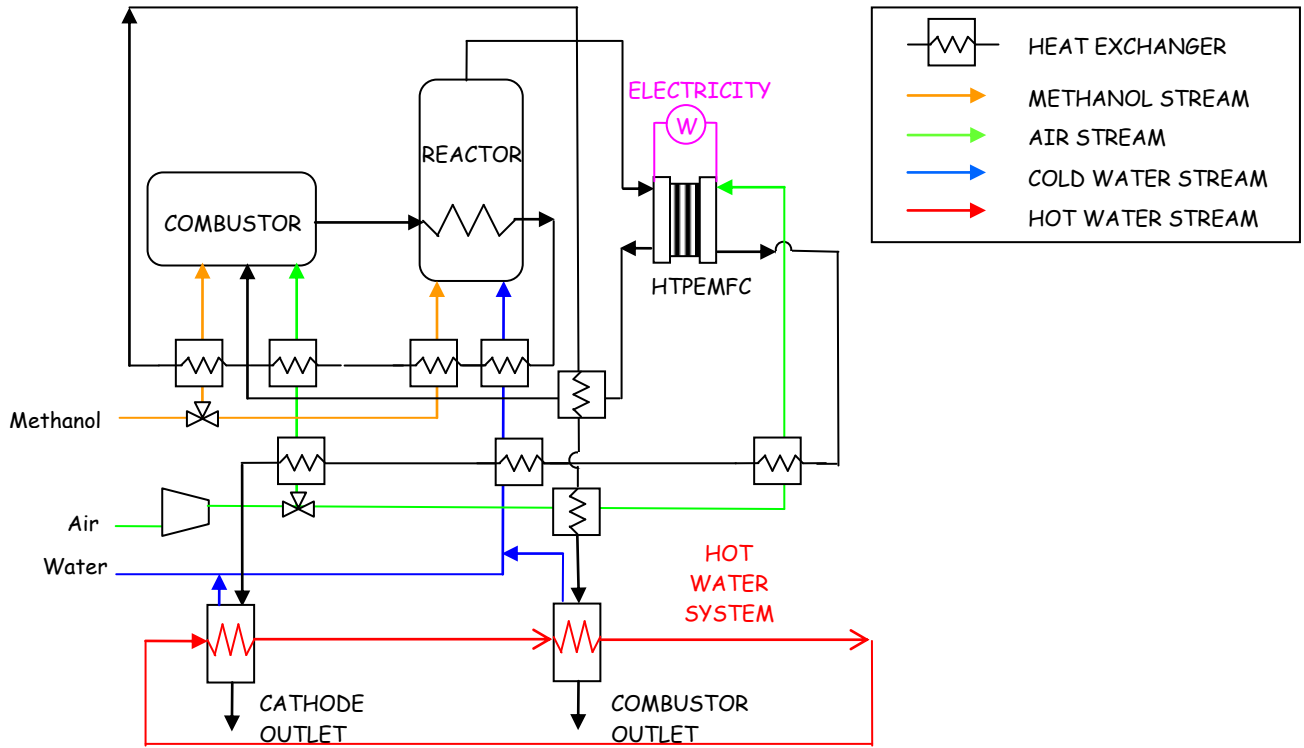 HEAT EXCHANGER
METHANOL STREAM
AIR STREAM
COLD WATER STREAM
HOT WATER STREAM
ELECTRICITY
W
REACTOR
COMBUSTOR
HTPEMFC
Methanol
Air
Water
HOT
WATER
SYSTEM
CATHODE
OUTLET
COMBUSTOR
OUTLET